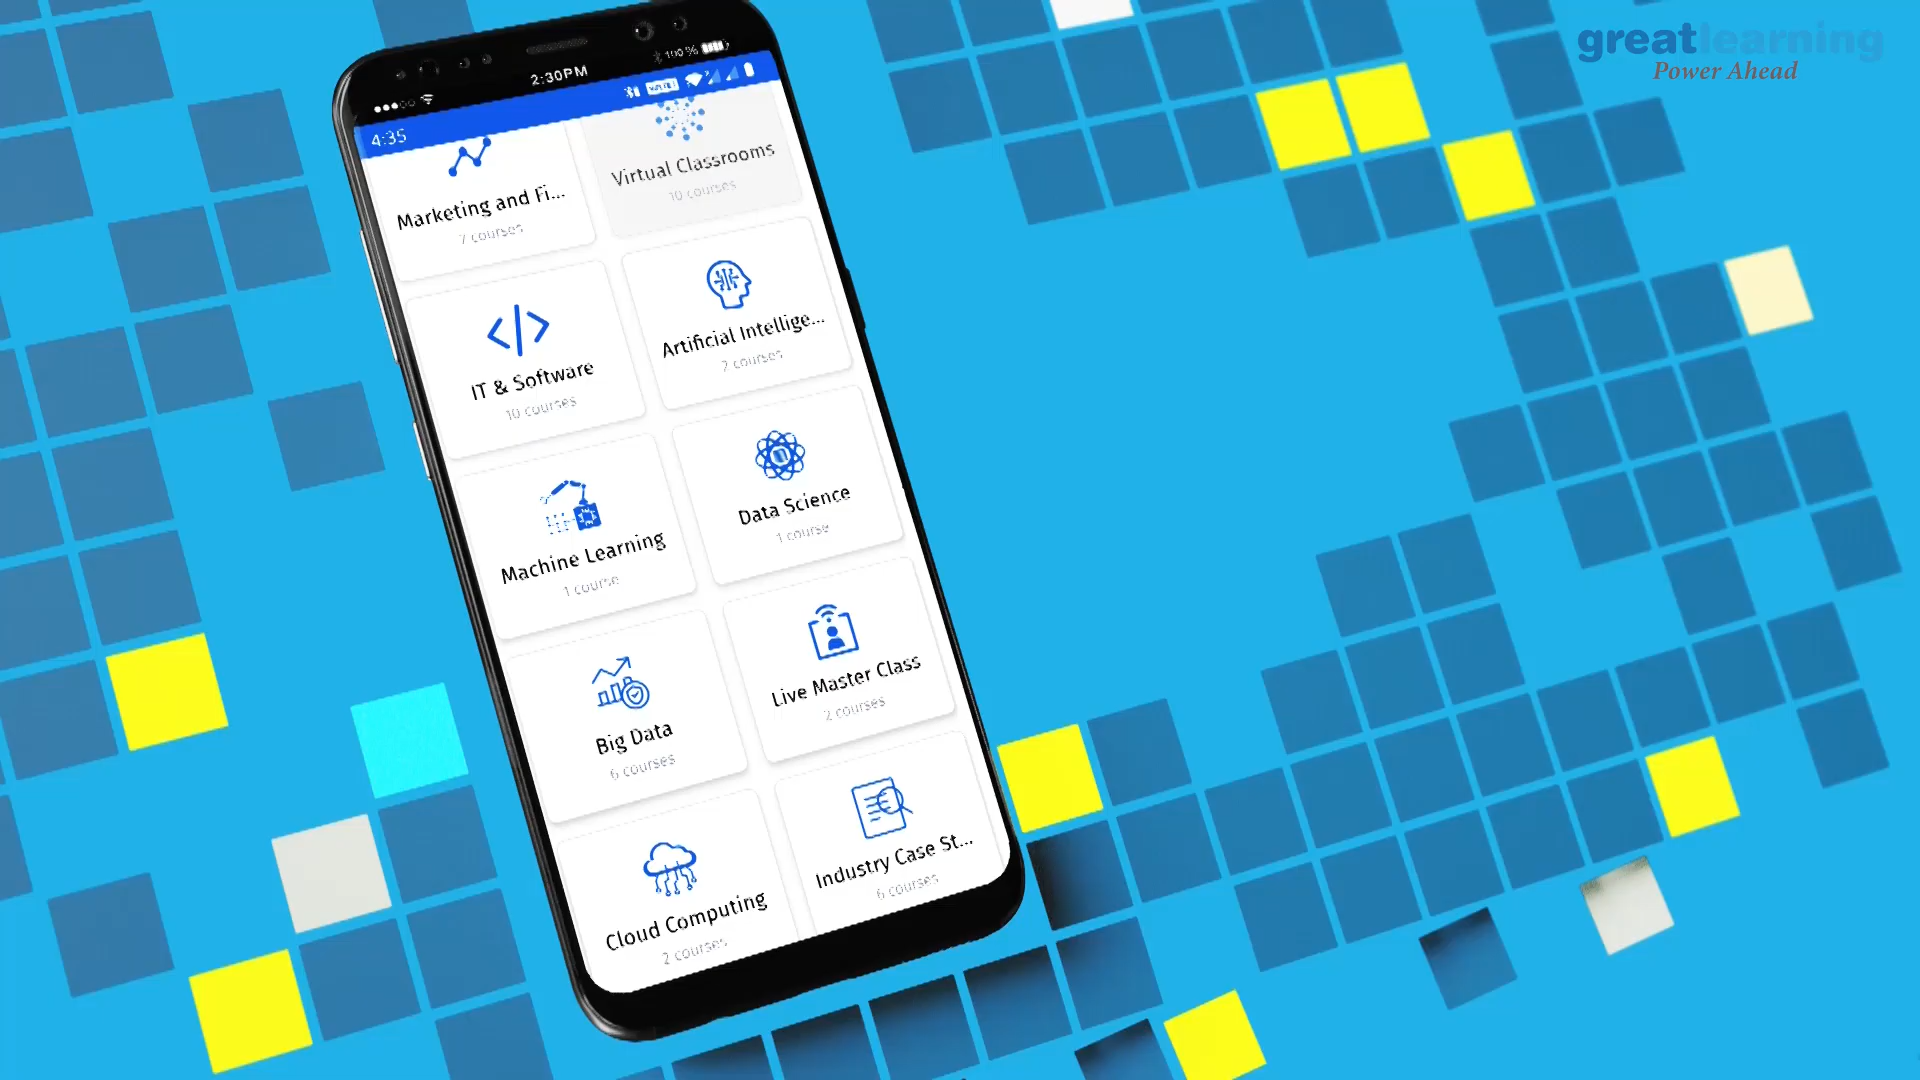 greatlearning
Power Ahead
100 %
2:30PM
4:35
Marketing and Fi...
7 courses
Virtual Classrooms
10 courses
IT & Software
10 courses
Artificial Intellige...
2 courses
Machine Learning
1 course
Data Science
1 course
Big Data
6 courses
Live Master Class
2 courses
Cloud Computing
2 courses
Industry Case St...
6 courses